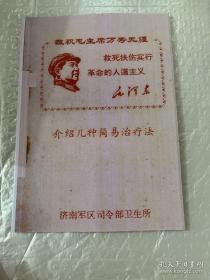 敬祝毛主席万寿无疆
救死扶伤实行
革命的人道主义
毛泽东
介绍几种简易治疗法
济南军区司令部卫生所